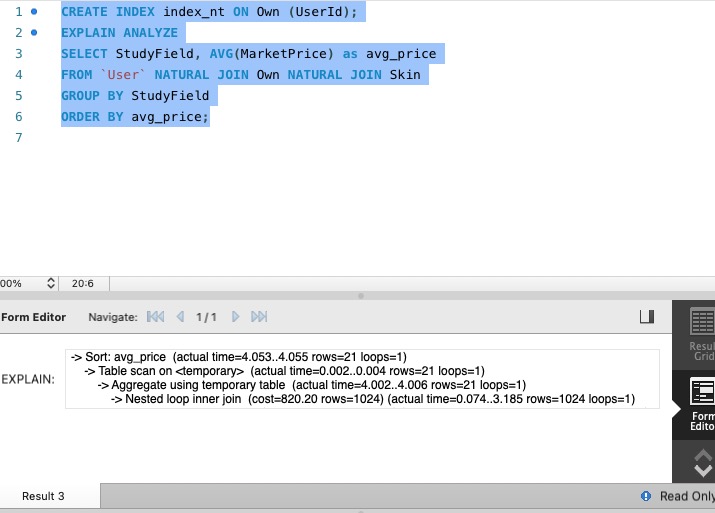 1 CREATE INDEX index_nt ON Own (UserId);
2 EXPLAIN ANALYZE
3 SELECT StudyField, AVG(MarketPrice) as avg_price
4 FROM `User` NATURAL JOIN Own NATURAL JOIN Skin
5 GROUP BY StudyField
6 ORDER BY avg_price;
7
00% 20:6
Form Editor Navigate: 1/1
Resul
Grid
EXPLAIN:
-> Sort: avg_price (actual time=4.053..4.055 rows=21 loops=1)
-> Table scan on <temporary> (actual time=0.002..0.004 rows=21 loops=1)
-> Aggregate using temporary table (actual time=4.002..4.006 rows=21 loops=1)
-> Nested loop inner join (cost=820.20 rows=1024) (actual time=0.074..3.185 rows=1024 loops=1)
Form
Edito
Result 3
Read Only